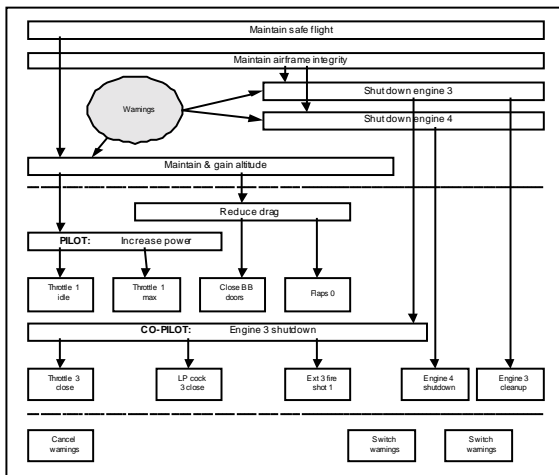 Maintain safe flight
Maintain airframe integrity
Shutdown engine 3
Warnings
Shutdown engine 4
Maintain & gain altitude
Reduce drag
PILOT: Increase power
Throttle 1
idle
Throttle 1
max
Close BB
doors
Flaps 0
CO-PILOT: Engine 3 shutdown
Throttle 3
close
LP cock
3 close
Ext 3 fire
shot 1
Engine 4
shutdown
Engine 3
cleanup
Cancel
warnings
Switch
warnings
Switch
warnings